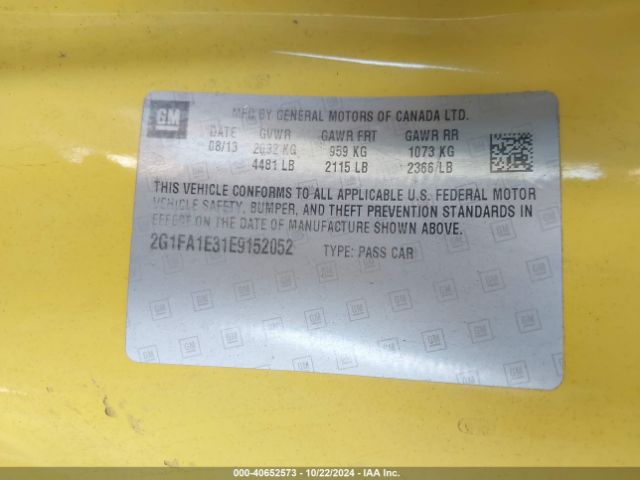 GM
MFG BY GENERAL MOTORS OF CANADA LTD.
DATE GVWR GAWR FRT GAWR RR
08/13 2032 KG 959 KG 1073 KG
4481 LB 2115 LB 2366 LB
THIS VEHICLE CONFORMS TO ALL APPLICABLE U.S. FEDERAL MOTOR
VEHICLE SAFETY, BUMPER, AND THEFT PREVENTION STANDARDS IN
EFFECT ON THE DATE OF MANUFACTURE SHOWN ABOVE.
2G1FA1E31E9152052 TYPE: PASS CAR
000-40652573 - 10/22/2024 - IAA Inc.